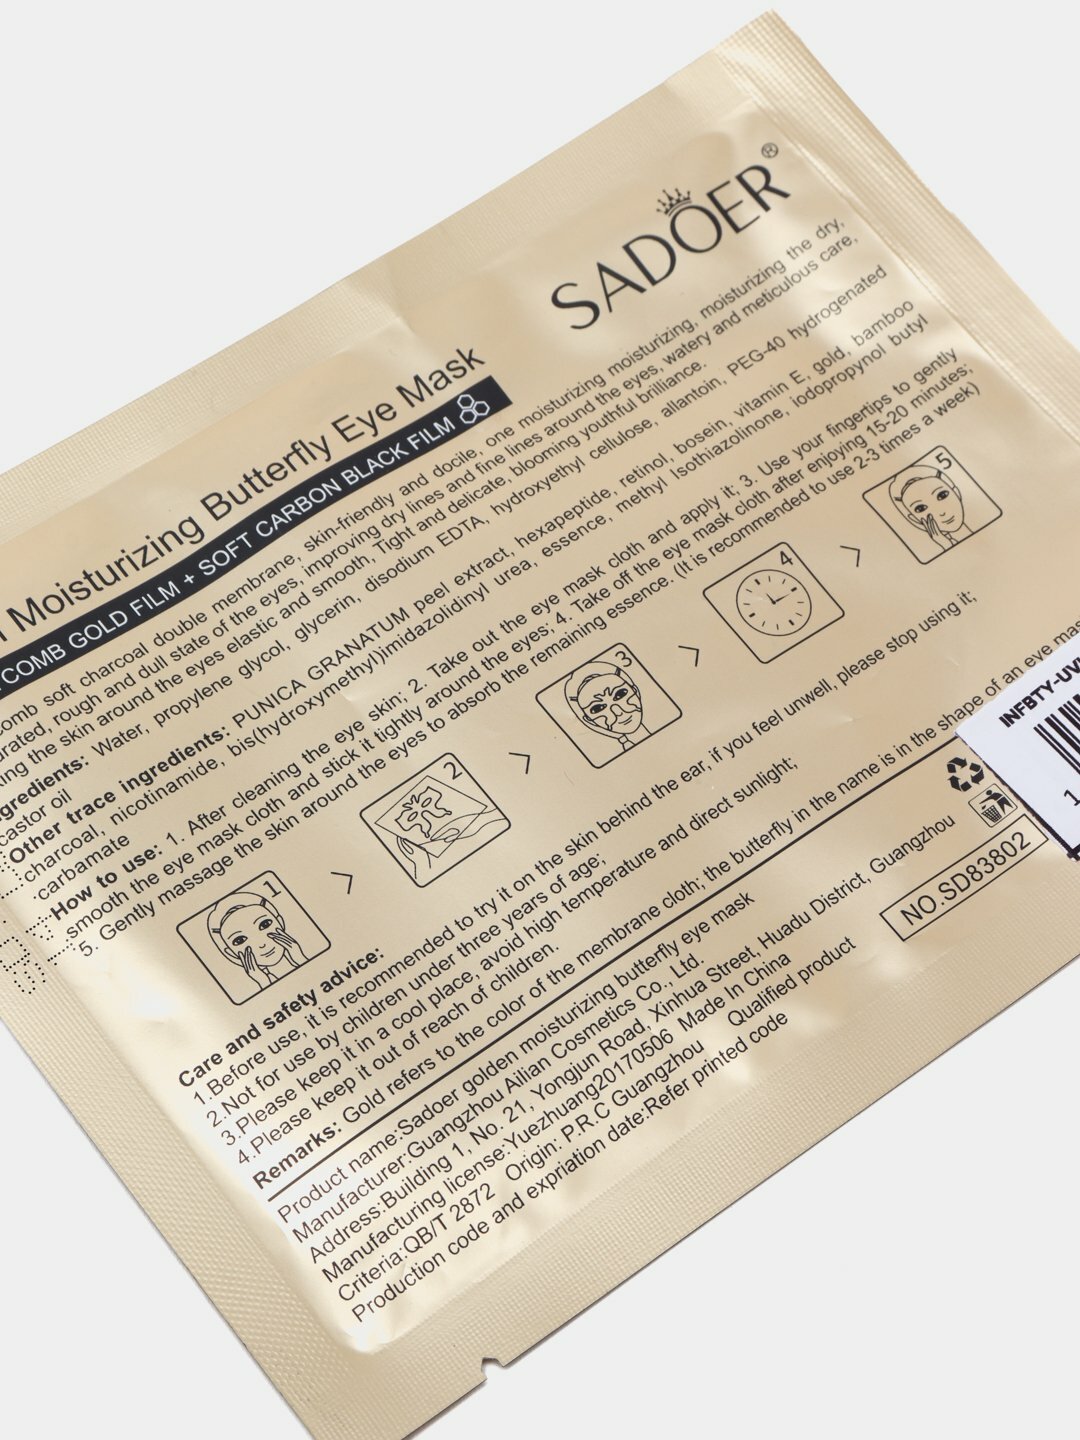 SADOER®
Moisturizing Butterfly Eye Mask
COMB GOLD FILM + SOFT CARBON BLACK FILM
comb soft charcoal double membrane, skin-friendly and docile, one moisturizing moisturizing, moisturizing the dry,
rough and dull state of the eyes, improving dry lines and fine lines around the eyes, watery and meticulous care,
the skin around the eyes elastic and smooth, Tight and delicate, blooming youthful brilliance.
Water, propylene glycol, glycerin, disodium EDTA, hydroxyethyl cellulose, allantoin, PEG-40 hydrogenated
castor oil
Other trace ingredients: PUNICA GRANATUM peel extract, hexapeptide, retinol, bosein, vitamin E, gold, bamboo
charcoal, nicotinamide, bis(hydroxymethyl)imidazolidinyl urea, essence, methyl Isothiazolinone, iodopropynol butyl
carbamate
How to use: 1. After cleaning the eye skin; 2. Take out the eye mask cloth and apply it; 3. Use your fingertips to gently
smooth the eye mask cloth and stick it tightly around the eyes; 4. Take off the eye mask cloth after enjoying 15-20 minutes;
5. Gently massage the skin around the eyes to absorb the remaining essence. (It is recommended to use 2-3 times a week)
1 > 2 > 3 > 4 > 5
Care and safety advice:
1.Before use, it is recommended to try it on the skin behind the ear, if you feel unwell, please stop using it;
2.Not for use by children under three years of age;
3.Please keep it in a cool place, avoid high temperature and direct sunlight;
4.Please keep it out of reach of children.
Remarks: Gold refers to the color of the membrane cloth; the butterfly in the name is in the shape of an eye
Product name:Sadoer golden moisturizing butterfly eye mask
Manufacturer:Guangzhou Ailian Cosmetics Co., Ltd.
Address:Building 1, No. 21, Yongjun Road, Xinhua Street, Huadu District, Guangzhou
Manufacturing license:Yuezhuang20170506 Made In China
Criteria:QB/T 2872 Origin: P.R.C Guangzhou Qualified product
Production code and expriation date:Refer printed code
NO.SD83802
INFBTY-UV
1